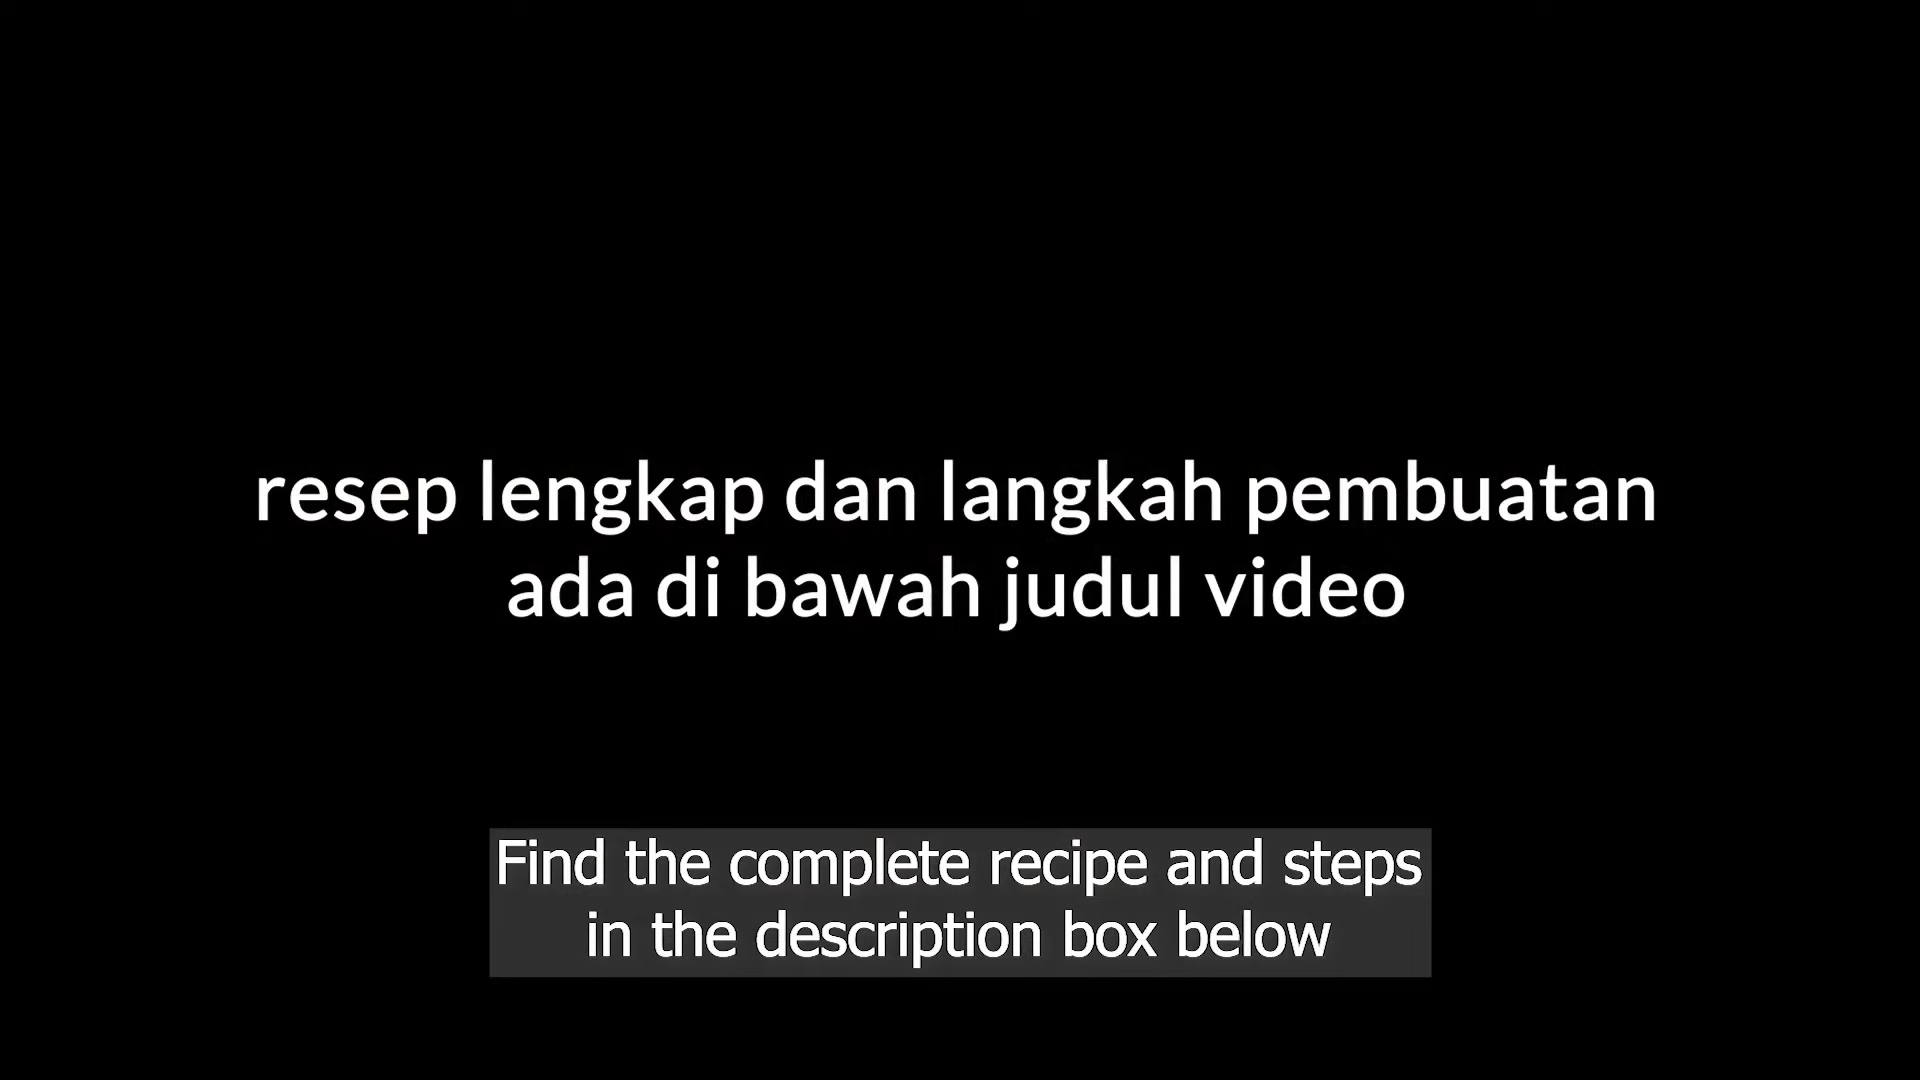 resep lengkap dan langkah pembuatan
ada di bawah judul video
Find the complete recipe and steps
in the description box below